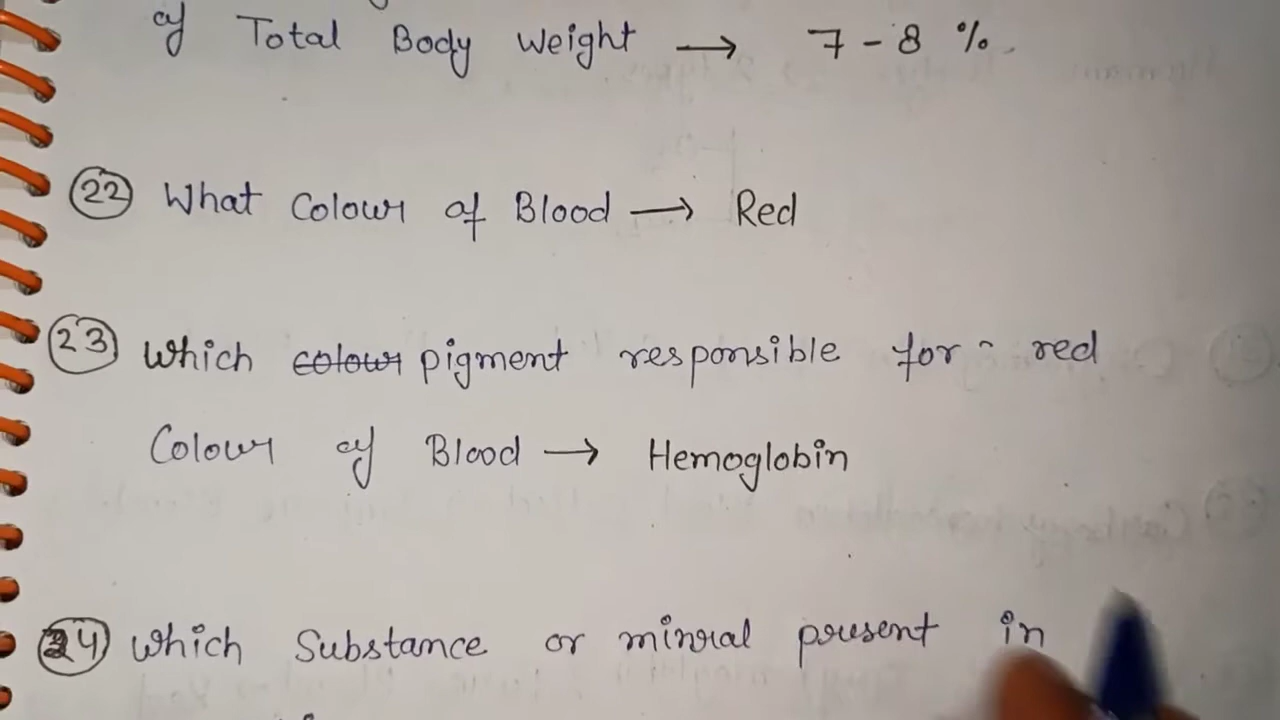 of Total Body Weight → 7-8 %
22 What Colour of Blood → Red
23 Which colour pigment responsible for red
Colour of Blood → Hemoglobin
24 Which Substance or minral present in